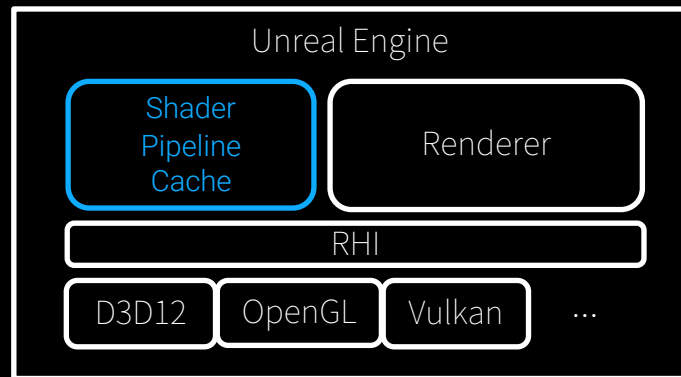 Unreal Engine
Shader
Pipeline
Cache
Renderer
RHI
D3D12
OpenGL
Vulkan
...